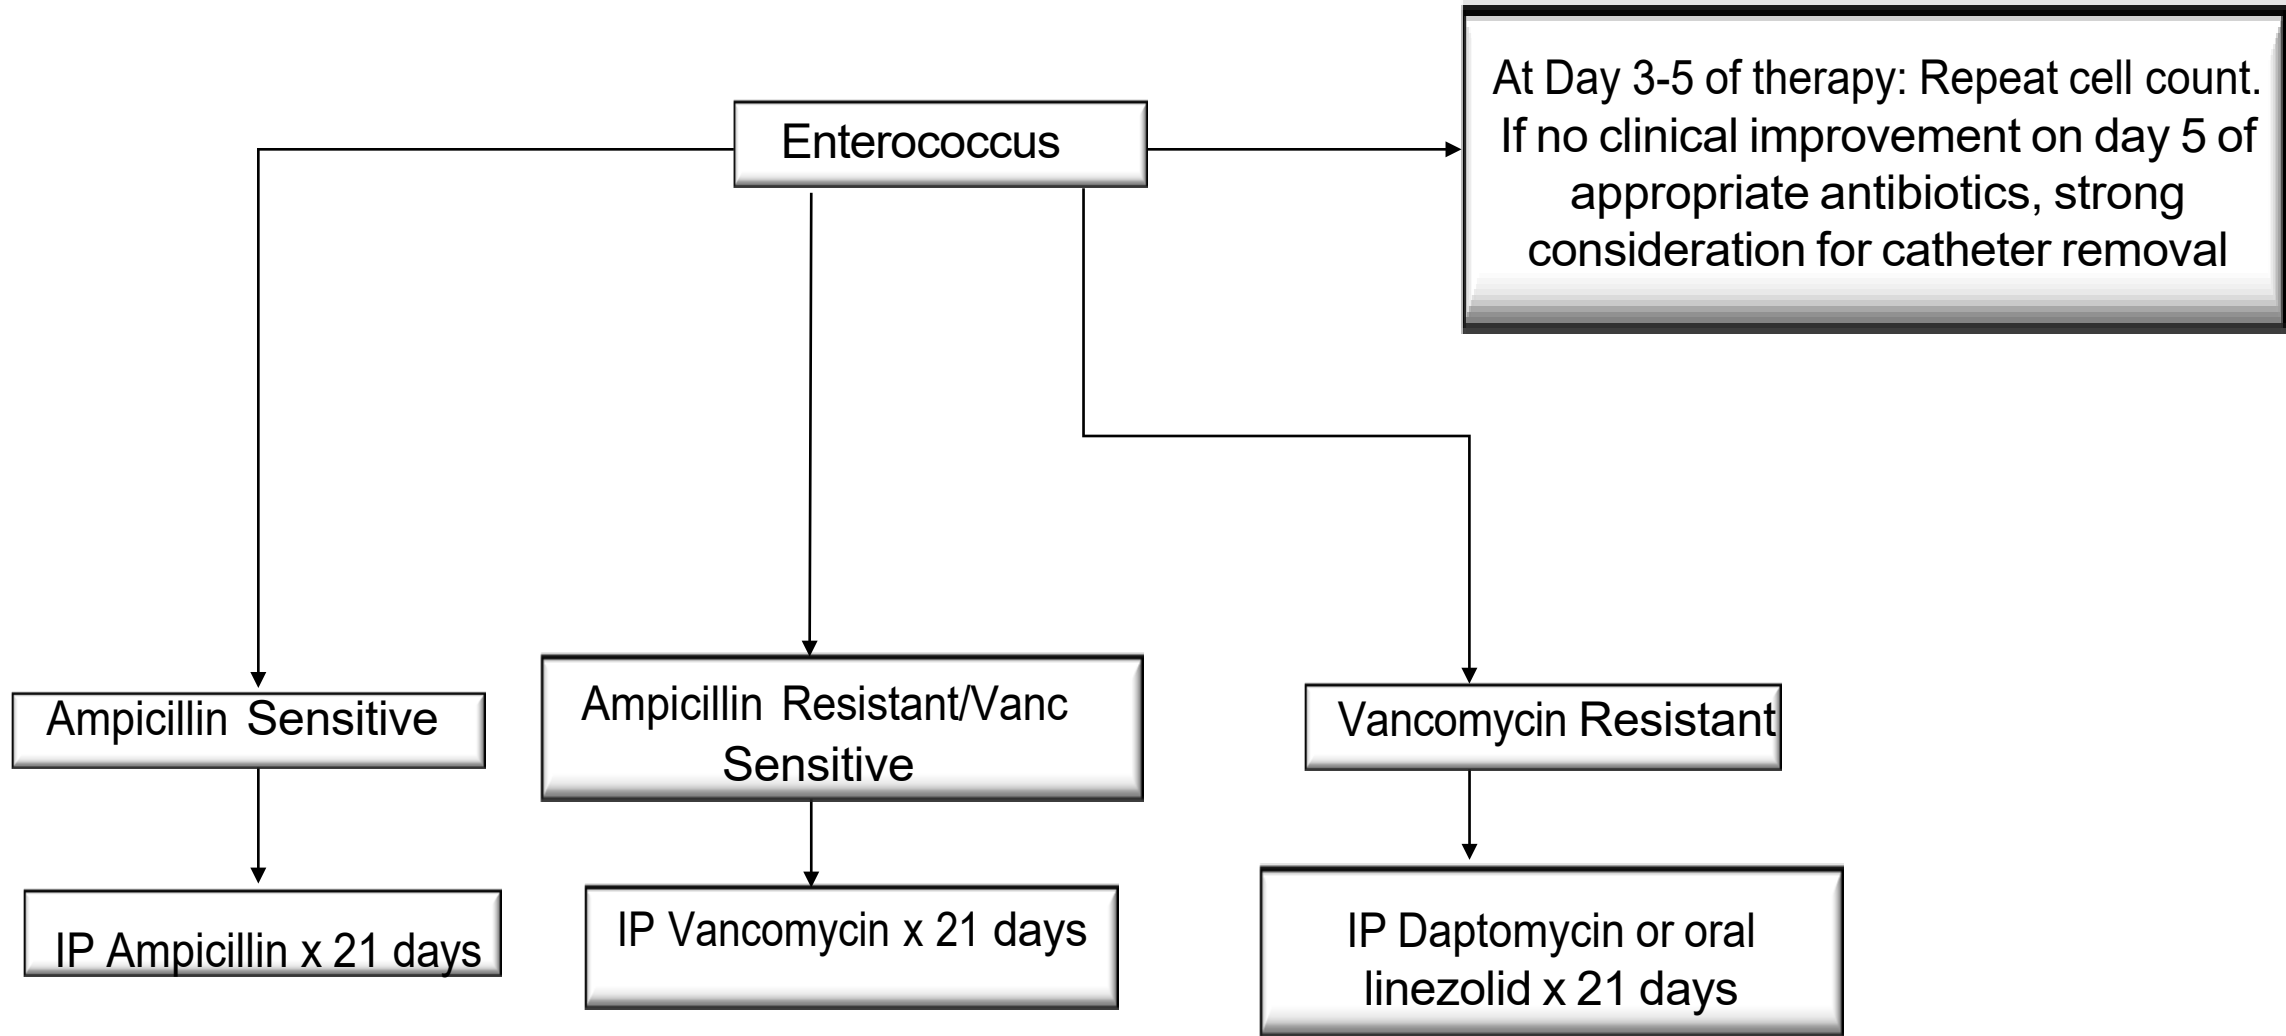 Enterococcus
At Day 3-5 of therapy: Repeat cell count.
If no clinical improvement on day 5 of
appropriate antibiotics, strong
consideration for catheter removal
Ampicillin Sensitive
Ampicillin Resistant/Vanc
Sensitive
Vancomycin Resistant
IP Ampicillin x 21 days
IP Vancomycin x 21 days
IP Daptomycin or oral
linezolid x 21 days